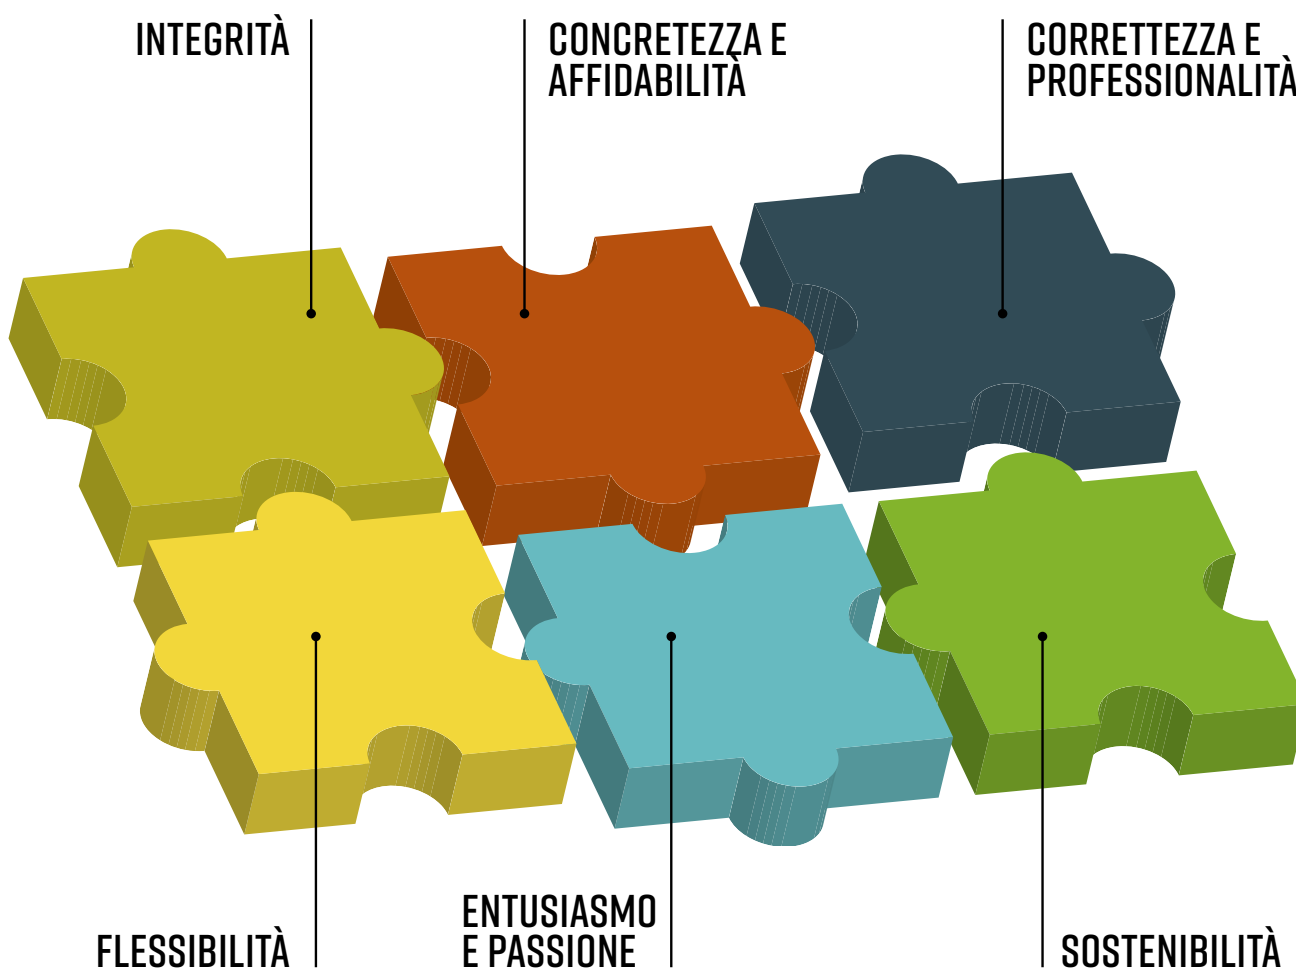 INTEGRITÀ
CONCRETEZZA E
AFFIDABILITÀ
CORRETTEZZA E
PROFESSIONALITÀ
FLESSIBILITÀ
ENTUSIASMO
E PASSIONE
SOSTENIBILITÀ